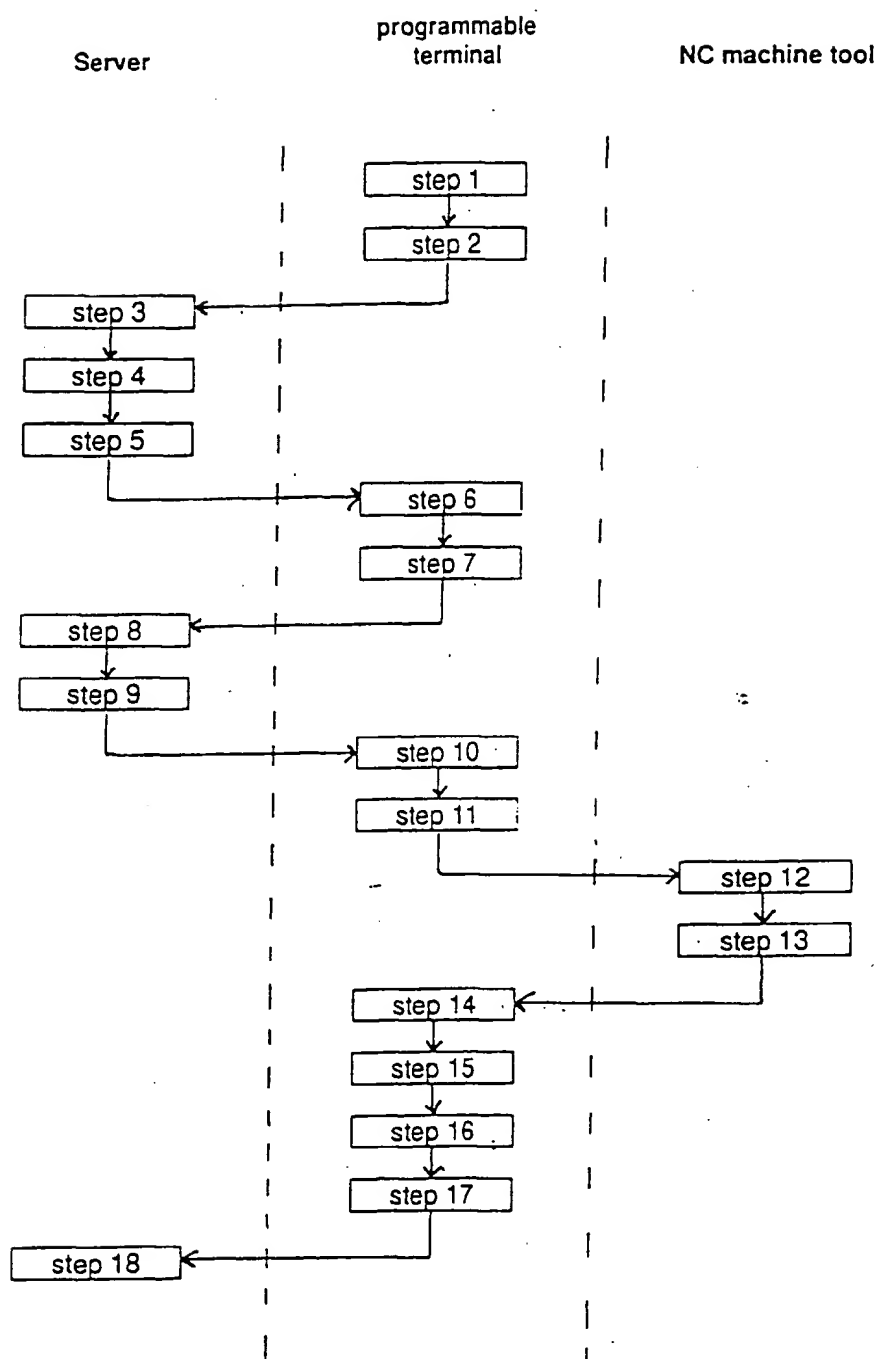 programmable
terminal
Server
NC machine tool
step 1
step 2
step 3
step 4
step 5
step 6
step 7
step 8
step 9
step 10
step 11
step 12
step 13
step 14
step 15
step 16
step 17
step 18